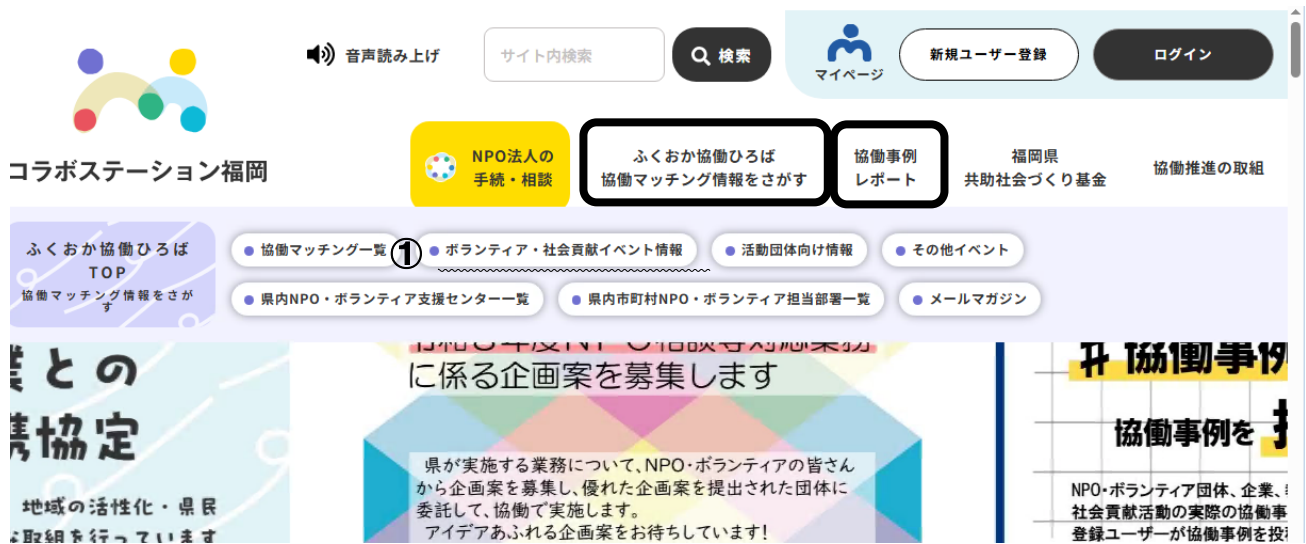 音声読み上げ
サイト内検索
検索
マイページ
新規ユーザー登録
ログイン
コラボステーション福岡
NPO法人の
手続・相談
ふくおか協働ひろば
協働マッチング情報をさがす
協働事例
レポート
福岡県
共助社会づくり基金
協働推進の取組
ふくおか協働ひろば
TOP
協働マッチング情報をさが
す
協働マッチング一覧
①
ボランティア・社会貢献イベント情報
活動団体向け情報
その他イベント
県内NPO・ボランティア支援センター一覧
県内市町村NPO・ボランティア担当部署一覧
メールマガジン
との
協定
地域の活性化・県民
取組を行っています
に係る企画案を募集します
県が実施する業務について、NPO・ボランティアの皆さん
から企画案を募集し、優れた企画案を提出された団体に
委託して、協働で実施します。
アイデアあふれる企画案をお待ちしています!
#協働事例
協働事例を
NPO・ボランティア団体、企業、
社会貢献活動の実際の協働事
登録ユーザーが協働事例を投